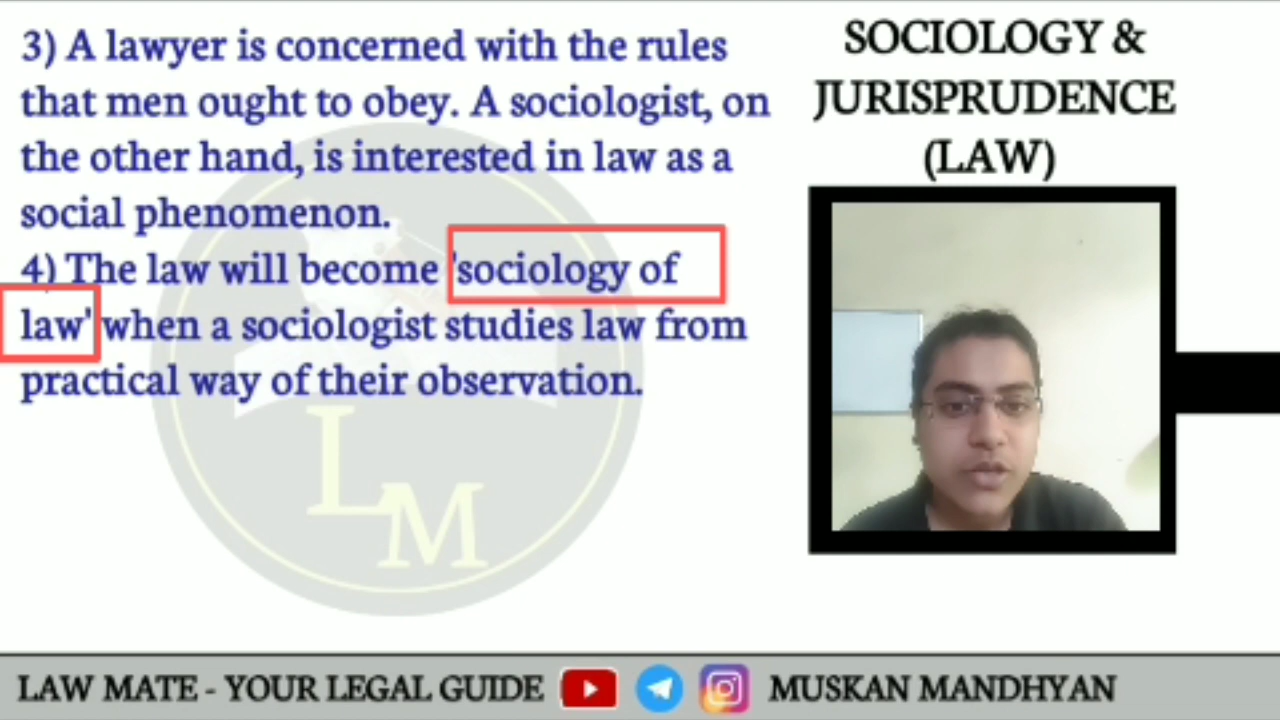 3) A lawyer is concerned with the rules
that men ought to obey. A sociologist, on
the other hand, is interested in law as a
social phenomenon.
4) The law will become 'sociology of
law' when a sociologist studies law from
practical way of their observation.
LM
SOCIOLOGY &
JURISPRUDENCE
(LAW)
LAW MATE - YOUR LEGAL GUIDE
MUSKAN MANDHYAN